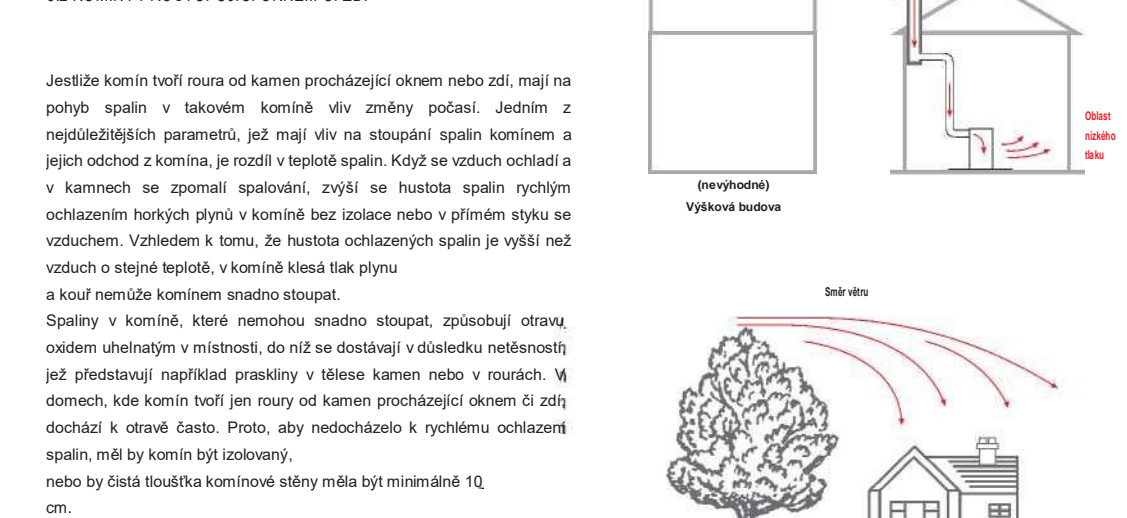 Jestliže komín tvoří roura od kamen procházející oknem nebo zdí, mají na
pohyb spalin v takovém komíně vliv změny počasí. Jedním z
nejdůležitějších parametrů, jež mají vliv na stoupání spalin komínem a
jejich odchod z komína, je rozdíl v teplotě spalin. Když se vzduch ochladí a
v kamnech se zpomalí spalování, zvýší se hustota spalin rychlým
ochlazením horkých plynů v komíně bez izolace nebo v přímém styku se
vzduchem. Vzhledem k tomu, že hustota ochlazených spalin je vyšší než
vzduch o stejné teplotě, v komíně klesá tlak plynu
a kouř nemůže komínem snadno stoupat.
Spaliny v komíně, které nemohou snadno stoupat, způsobují otravu
oxidem uhelnatým v místnosti, do níž se dostávají v důsledku netěsností,
jež představují například praskliny v tělese kamen nebo v rourách. V
domech, kde komín tvoří jen roury od kamen procházející oknem či zdí,
dochází k otravě často. Proto, aby nedocházelo k rychlému ochlazení
spalin, měl by komín být izolovaný,
nebo by čistá tloušťka komínové stěny měla být minimálně 10
cm.
Oblast
nízkého
tlaku
(nevýhodné)
Výšková budova
Směr větru